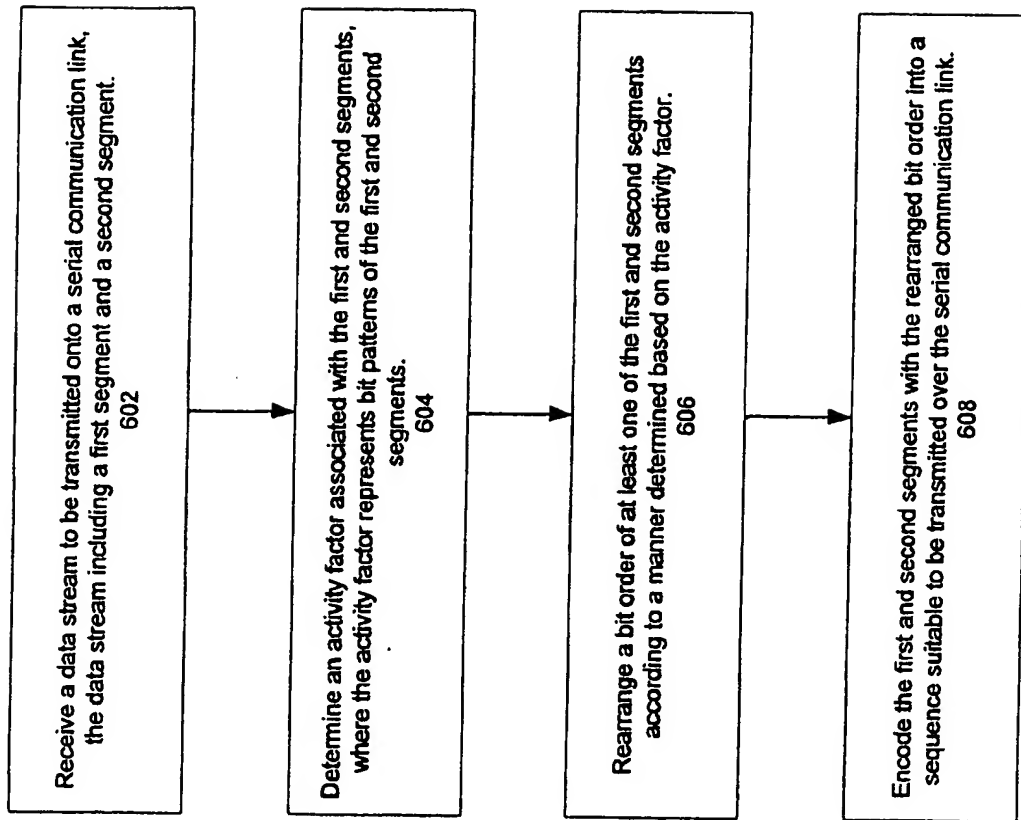 Receive a data stream to be transmitted onto a serial communication link,
the data stream including a first segment and a second segment.
602
Determine an activity factor associated with the first and second segments,
where the activity factor represents bit patterns of the first and second
segments.
604
Rearrange a bit order of at least one of the first and second segments
according to a manner determined based on the activity factor.
606
Encode the first and second segments with the rearranged bit order into a
sequence suitable to be transmitted over the serial communication link.
608